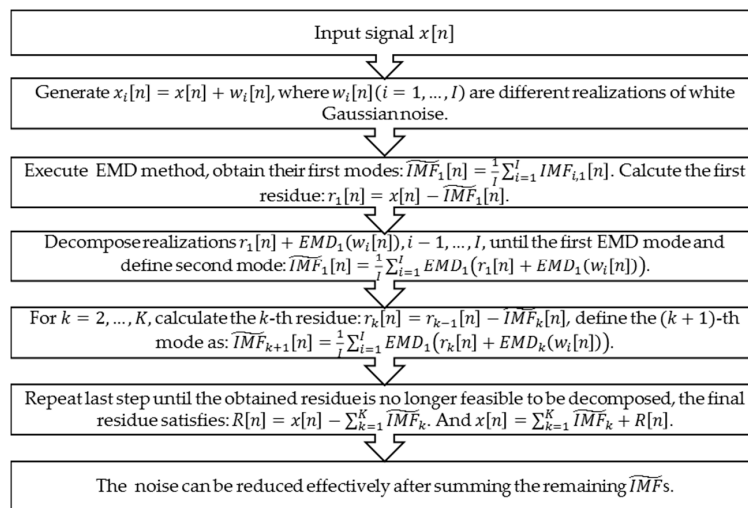 Input signal x[n]
Generate x_i[n] = x[n] + w_i[n], where w_i[n](i = 1, …, I) are different realizations of white
Gaussian noise.
Execute EMD method, obtain their first modes: \widetilde{IMF}_1[n] = \frac{1}{I}\sum_{i=1}^{I} IMF_{i,1}[n]. Calcute the first
residue: r_1[n] = x[n] − \widetilde{IMF}_1[n].
Decompose realizations r_1[n] + EMD_1(w_i[n]), i − 1, …, I, until the first EMD mode and
define second mode: \widetilde{IMF}_1[n] = \frac{1}{I}\sum_{i=1}^{I} EMD_1(r_1[n] + EMD_1(w_i[n])).
For k = 2, …, K, calculate the k-th residue: r_k[n] = r_{k-1}[n] − \widetilde{IMF}_k[n], define the (k + 1)-th
mode as: \widetilde{IMF}_{k+1}[n] = \frac{1}{I}\sum_{i=1}^{I} EMD_1(r_k[n] + EMD_k(w_i[n])).
Repeat last step until the obtained residue is no longer feasible to be decomposed, the final
residue satisfies: R[n] = x[n] − \sum_{k=1}^{K} \widetilde{IMF}_k. And x[n] = \sum_{k=1}^{K} \widetilde{IMF}_k + R[n].
The noise can be reduced effectively after summing the remaining \widetilde{IMF}s.